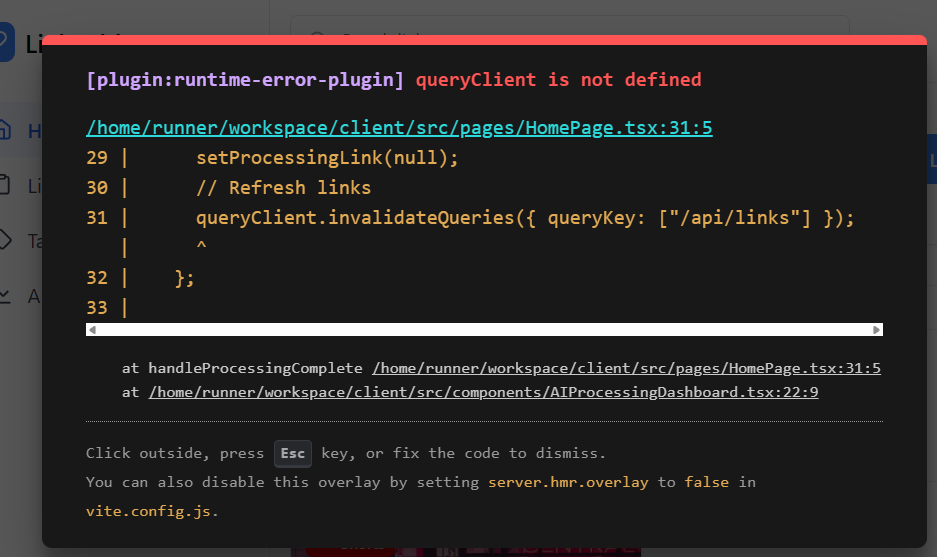 [plugin:runtime-error-plugin] queryClient is not defined
/home/runner/workspace/client/src/pages/HomePage.tsx:31:5
29 |      setProcessingLink(null);
30 |      // Refresh links
31 |      queryClient.invalidateQueries({ queryKey: ["/api/links"] });
   |      ^
32 |    };
33 |
at handleProcessingComplete /home/runner/workspace/client/src/pages/HomePage.tsx:31:5
at /home/runner/workspace/client/src/components/AIProcessingDashboard.tsx:22:9
Click outside, press Esc key, or fix the code to dismiss.
You can also disable this overlay by setting server.hmr.overlay to false in
vite.config.js.